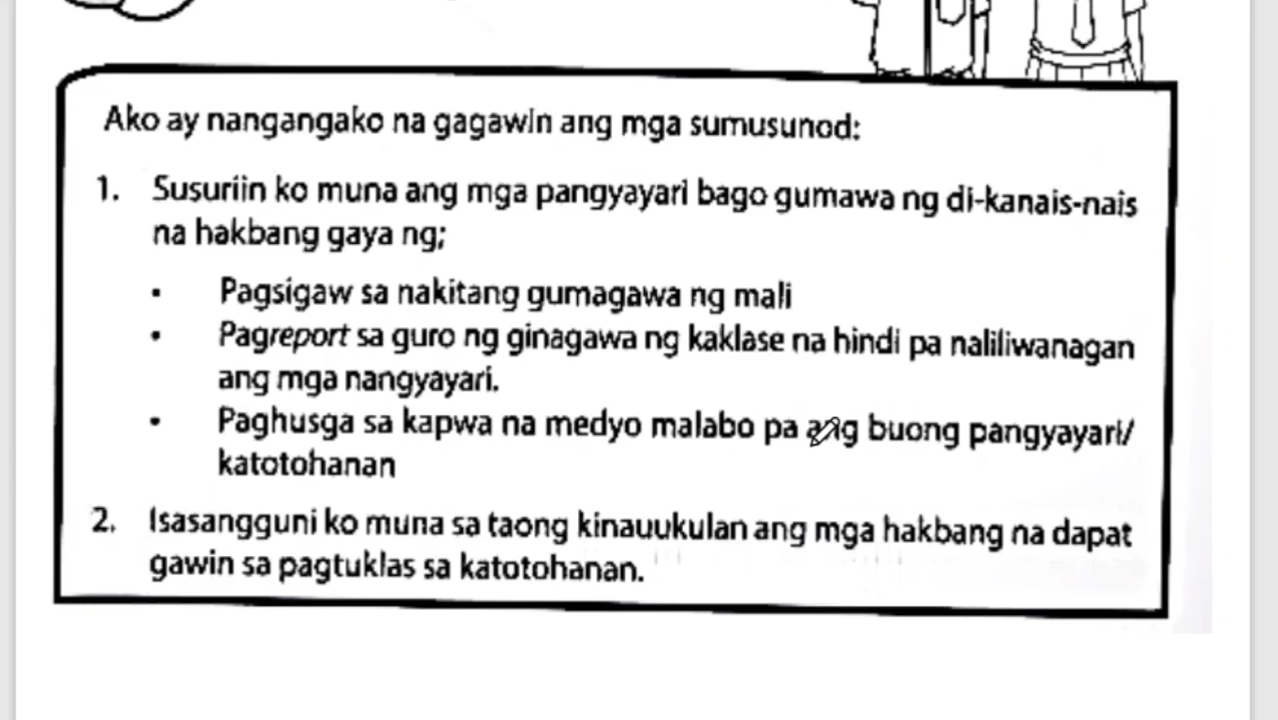 Ako ay nangangako na gagawin ang mga sumusunod:
1. Susuriin ko muna ang mga pangyayari bago gumawa ng di-kanais-nais
na hakbang gaya ng;
• Pagsigaw sa nakitang gumagawa ng mali
• Pagreport sa guro ng ginagawa ng kaklase na hindi pa naliliwanagan
ang mga nangyayari.
• Paghusga sa kapwa na medyo malabo pa ang buong pangyayari/
katotohanan
2. Isasangguni ko muna sa taong kinauukulan ang mga hakbang na dapat
gawin sa pagtuklas sa katotohanan.